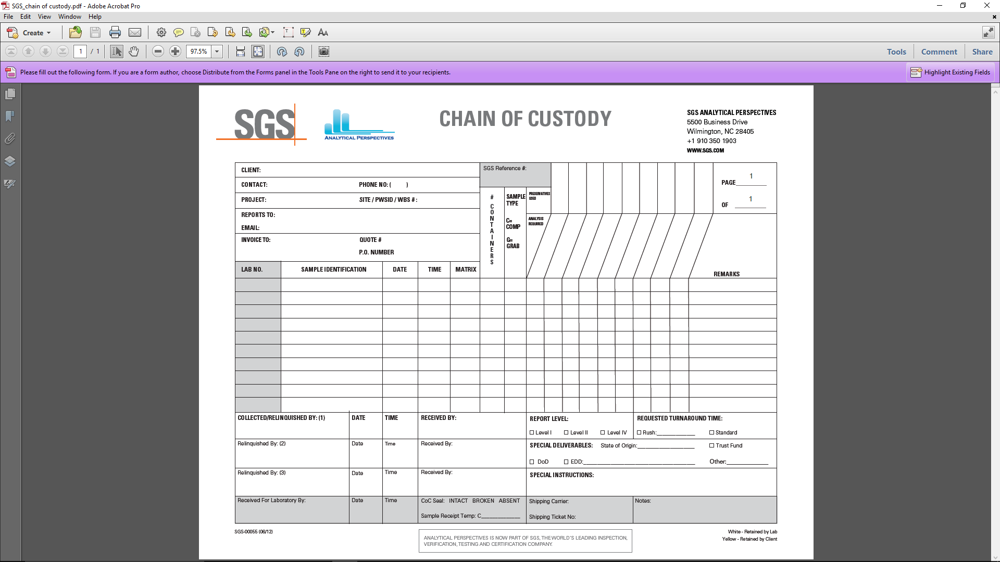 SGS_chain of custody.pdf - Adobe Acrobat Pro
File Edit View Window Help
Create
1 / 1 97.5% Tools Comment Share
Please fill out the following form. If you are a form author, choose Distribute from the Forms panel in the Tools Pane on the right to send it to your recipients. Highlight Existing Fields
SGS
ANALYTICAL PERSPECTIVES
CHAIN OF CUSTODY
SGS ANALYTICAL PERSPECTIVES
5500 Business Drive
Wilmington, NC 28405
+1 910 350 1903
WWW.SGS.COM
CLIENT:
CONTACT: PHONE NO: ( )
PROJECT: SITE / PWSID / WBS # :
REPORTS TO:
EMAIL:
INVOICE TO: QUOTE #
P.O. NUMBER
SGS Reference #:
# CONTAINERS
SAMPLE
TYPE
C=
COMP
G=
GRAB
PRESERVATIVES
USED
ANALYSIS
REQUIRED
PAGE 1
OF 1
LAB NO. SAMPLE IDENTIFICATION DATE TIME MATRIX REMARKS
COLLECTED/RELINQUISHED BY: (1) DATE TIME RECEIVED BY:
REPORT LEVEL: REQUESTED TURNAROUND TIME:
Level I Level II Level IV Rush:______________ Standard
Relinquished By: (2) Date Time Received By:
SPECIAL DELIVERABLES: State of Origin:____________________ Trust Fund
DoD EDD:________________________________________ Other:_______________
Relinquished By: (3) Date Time Received By:
SPECIAL INSTRUCTIONS:
Received For Laboratory By: Date Time CoC Seal: INTACT BROKEN ABSENT
Sample Receipt Temp: C______________
Shipping Carrier: Notes:
Shipping Ticket No:
SGS-00055 (06/12)
ANALYTICAL PERSPECTIVES IS NOW PART OF SGS, THE WORLD'S LEADING INSPECTION,
VERIFICATION, TESTING AND CERTIFICATION COMPANY.
White - Retained by Lab
Yellow - Retained by Client